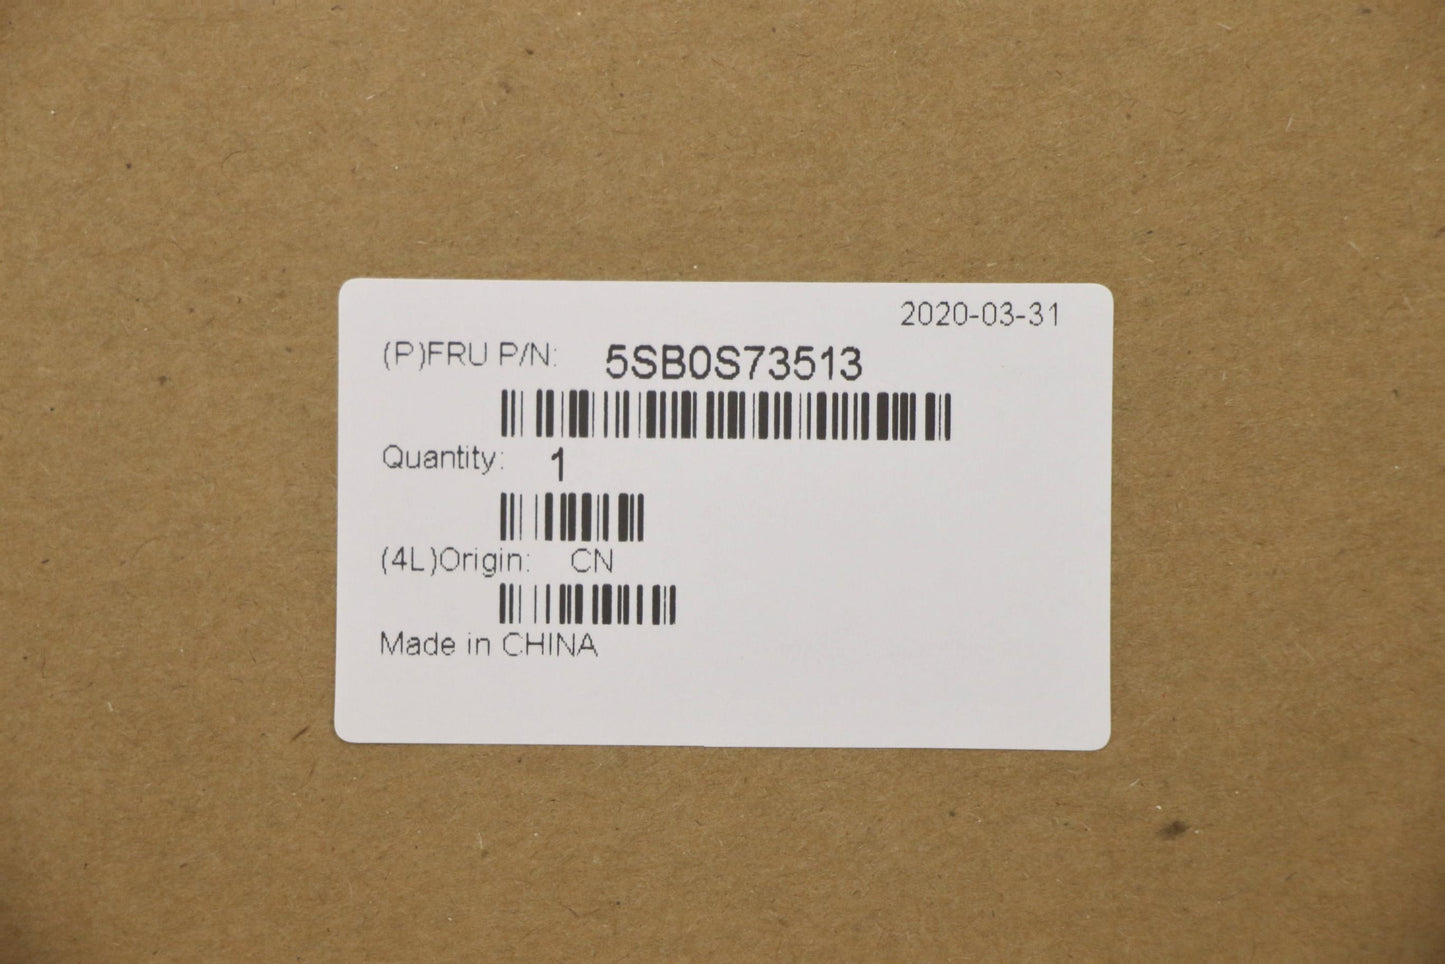 2020-03-31
(P)FRU P/N: 5SB0S73513
Quantity: 1
(4L)Origin: CN
Made in CHINA